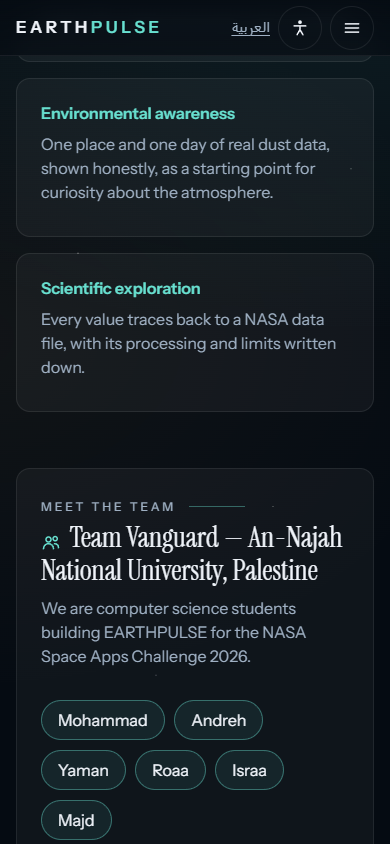 EARTHPULSE
العربية
Environmental awareness
One place and one day of real dust data,
shown honestly, as a starting point for
curiosity about the atmosphere.
Scientific exploration
Every value traces back to a NASA data
file, with its processing and limits written
down.
MEET THE TEAM
Team Vanguard — An-Najah
National University, Palestine
We are computer science students
building EARTHPULSE for the NASA
Space Apps Challenge 2026.
Mohammad Andreh
Yaman Roaa Israa
Majd